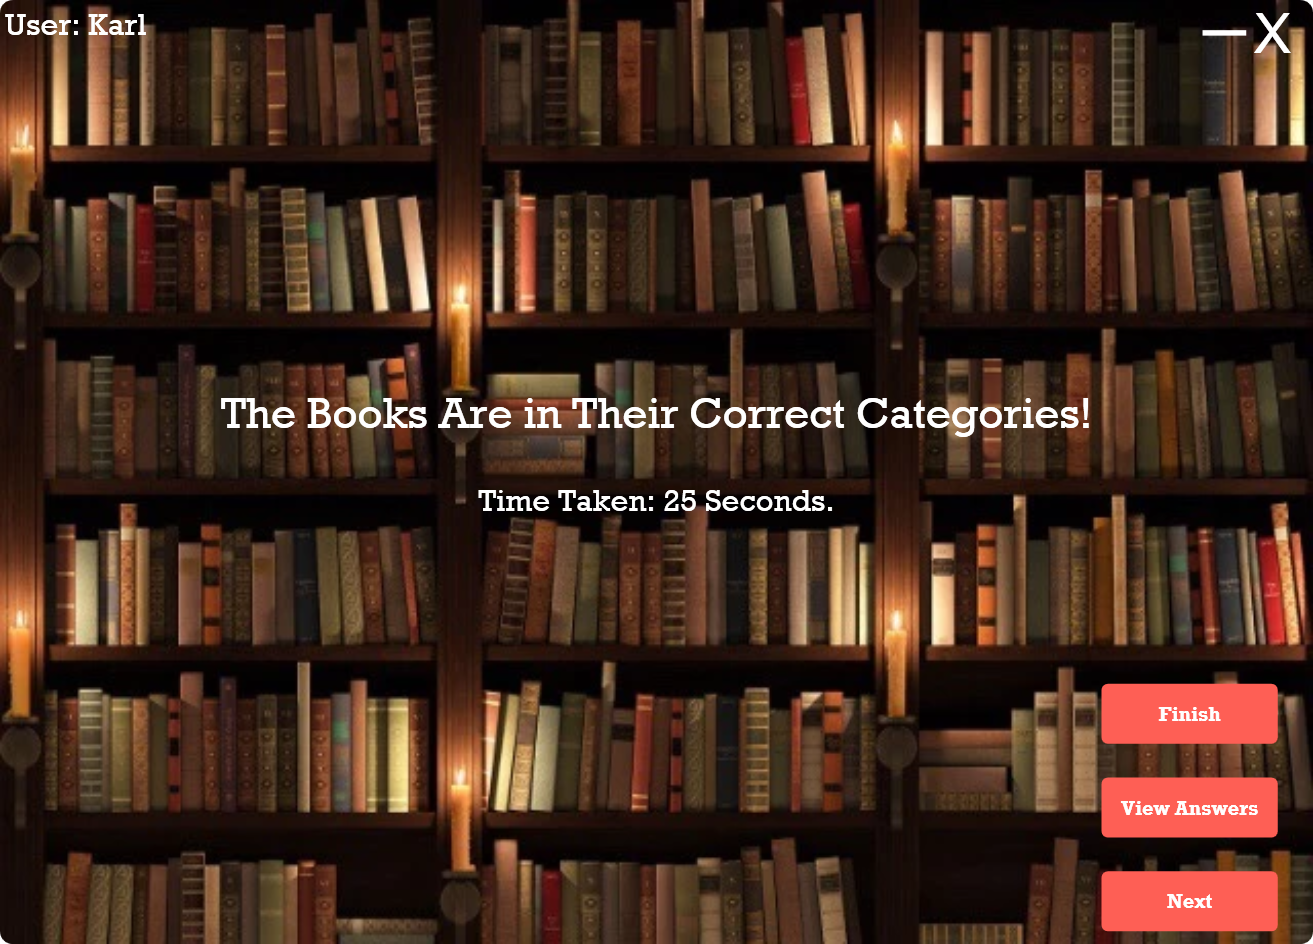 User: Karl
— X
The Books Are in Their Correct Categories!
Time Taken: 25 Seconds.
Finish
View Answers
Next